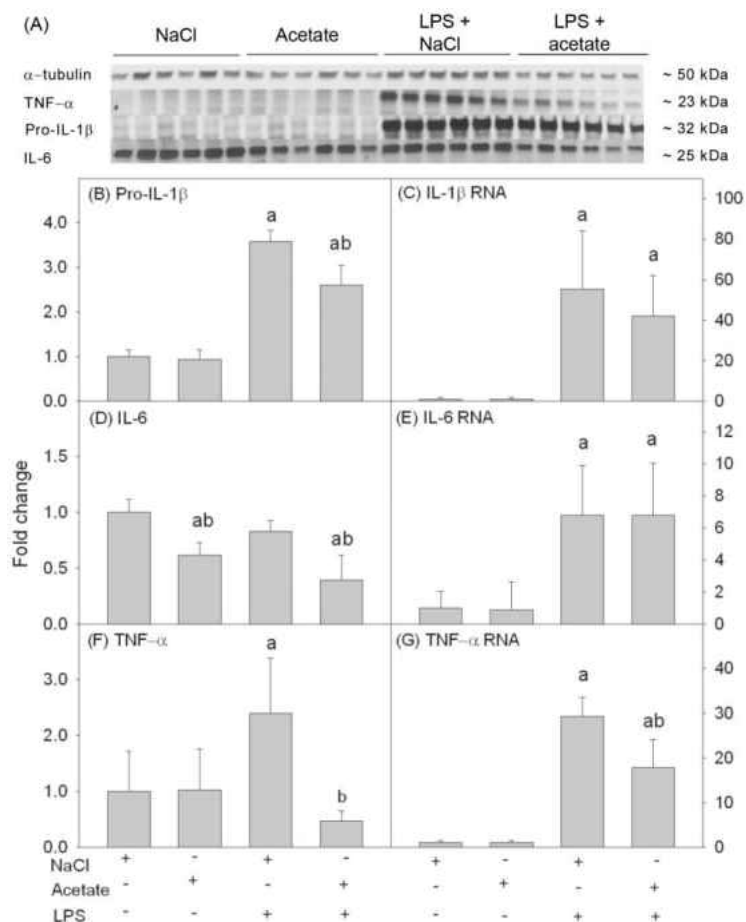 (A)
NaCl Acetate LPS + NaCl LPS + acetate
α-tubulin ~ 50 kDa
TNF-α ~ 23 kDa
Pro-IL-1β ~ 32 kDa
IL-6 ~ 25 kDa
Fold change
(B) Pro-IL-1β
4.0
3.0
2.0
1.0
0.0
a
ab
(C) IL-1β RNA
100
80
60
40
20
0
a
a
(D) IL-6
1.5
1.0
0.5
0.0
ab
ab
(E) IL-6 RNA
12
10
8
6
4
2
0
a
a
(F) TNF-α
3.0
2.0
1.0
0.0
a
b
(G) TNF-α RNA
40
30
20
10
0
a
ab
NaCl + - + - + - + -
Acetate - + - + - + - +
LPS - - + + - - + +